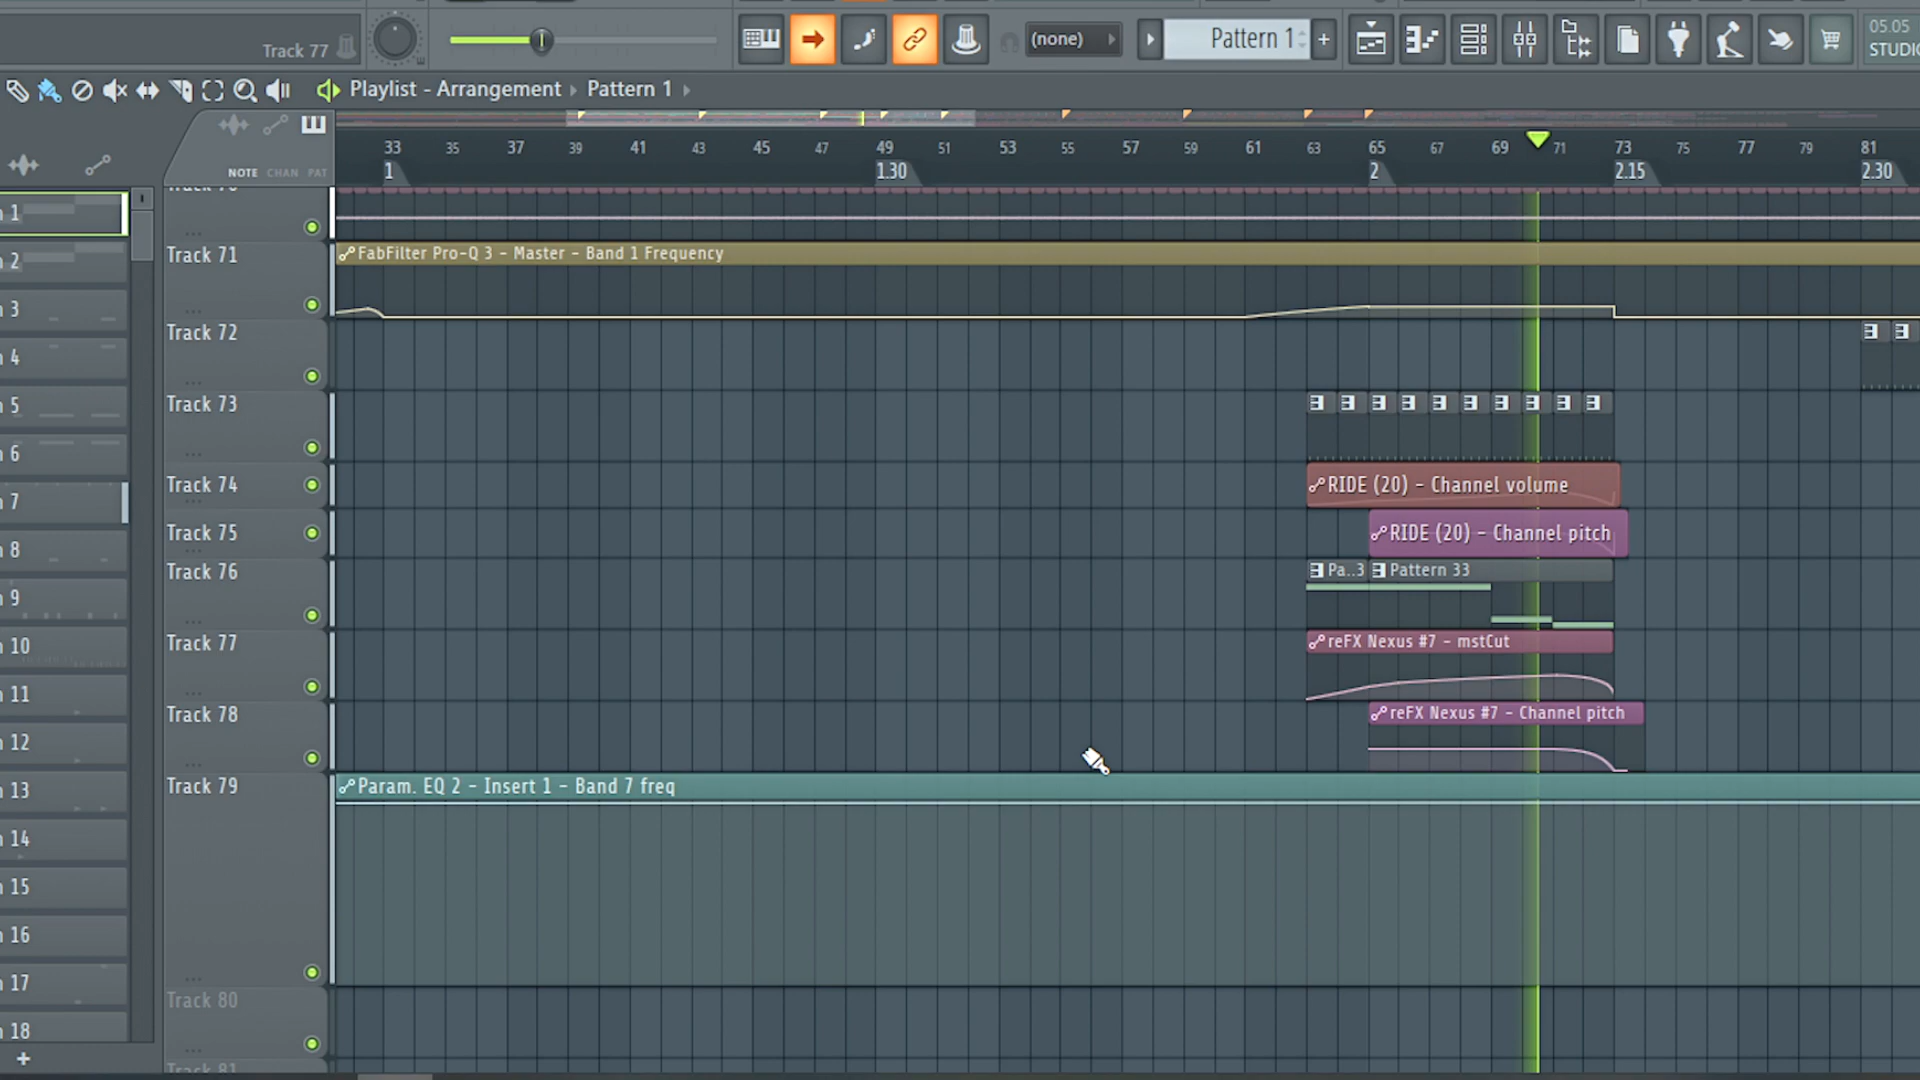 Track 77
(none)
Pattern 1
+
05.05
STUDIO
Playlist - Arrangement
Pattern 1
33
35
37
39
41
43
45
47
49
51
53
55
57
59
61
63
65
67
69
71
73
75
77
79
81
1
1.30
2
2.15
2.30
NOTE
CHAN
PAT
n 1
n 2
n 3
n 4
n 5
n 6
n 7
n 8
n 9
n 10
n 11
n 12
n 13
n 14
n 15
n 16
n 17
n 18
+
Track 71
FabFilter Pro-Q 3 - Master - Band 1 Frequency
Track 72
Track 73
Track 74
RIDE (20) - Channel volume
Track 75
RIDE (20) - Channel pitch
Track 76
Pa..3
Pattern 33
Track 77
reFX Nexus #7 - mstCut
Track 78
reFX Nexus #7 - Channel pitch
Track 79
Param. EQ 2 - Insert 1 - Band 7 freq
Track 80
Track 81